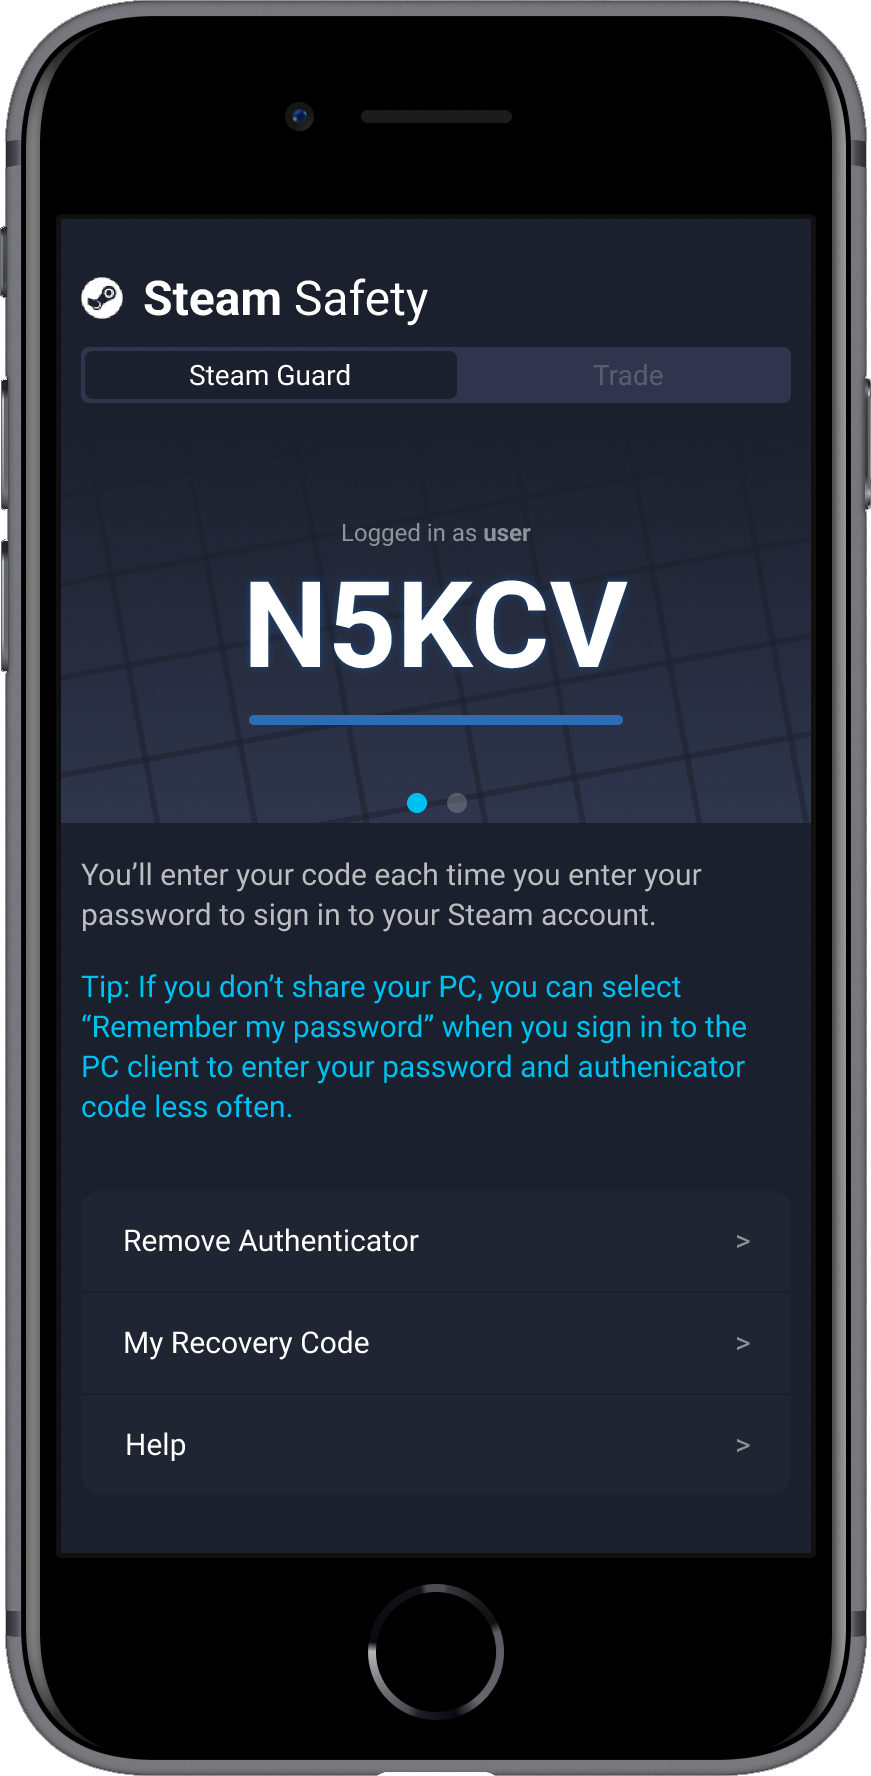 Steam Safety
Steam Guard
Trade
Logged in as user
N5KCV
You’ll enter your code each time you enter your
password to sign in to your Steam account.
Tip: If you don’t share your PC, you can select
“Remember my password” when you sign in to the
PC client to enter your password and authenicator
code less often.
Remove Authenticator >
My Recovery Code >
Help >